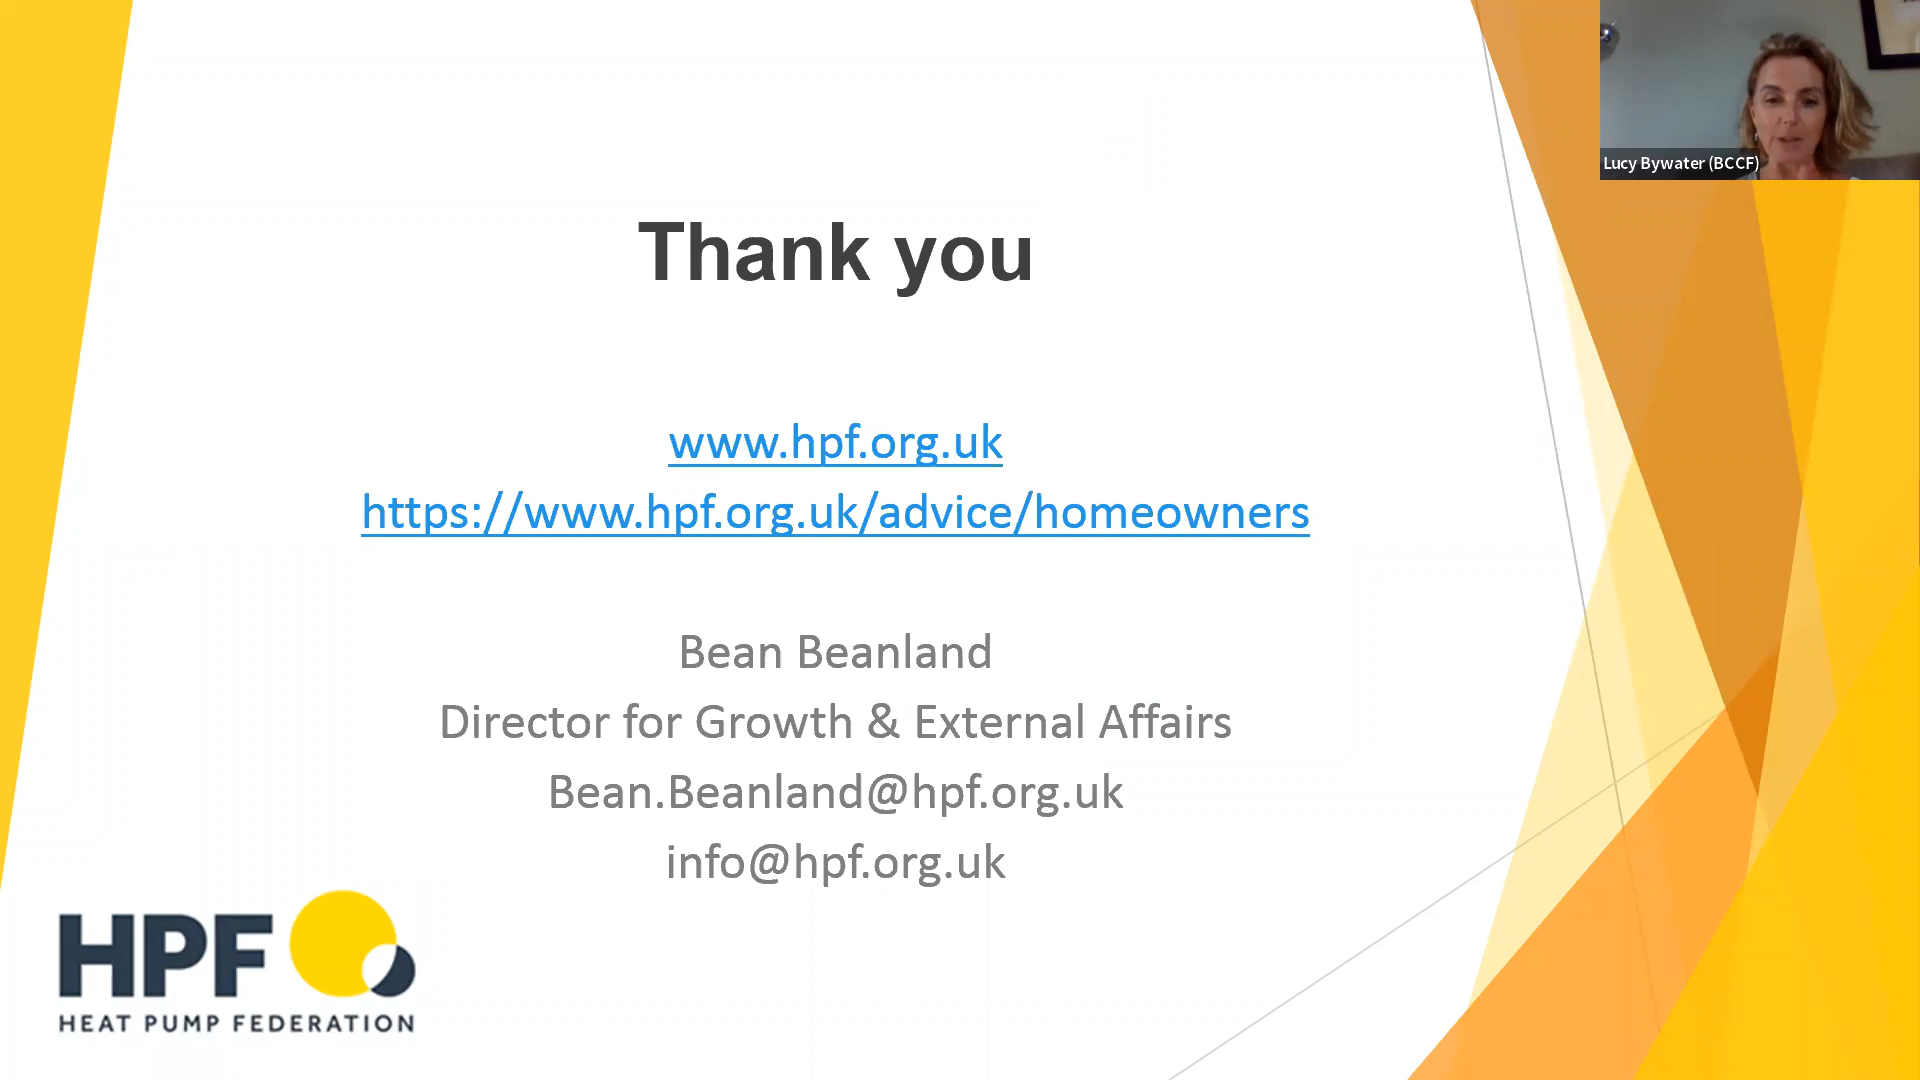 Lucy Bywater (BCCF)
Thank you
www.hpf.org.uk
https://www.hpf.org.uk/advice/homeowners
Bean Beanland
Director for Growth & External Affairs
Bean.Beanland@hpf.org.uk
info@hpf.org.uk
HPF
HEAT PUMP FEDERATION